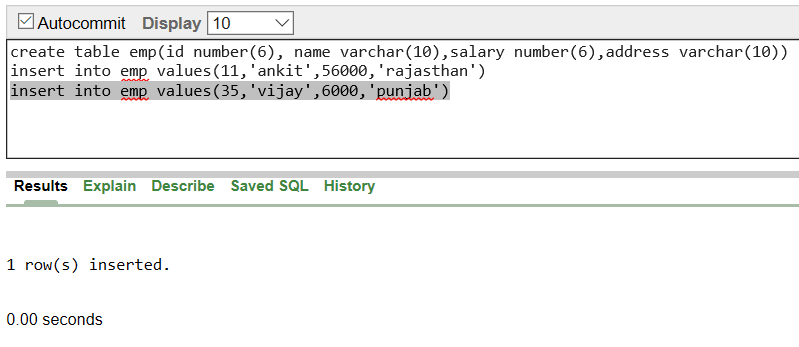 Autocommit Display 10
create table emp(id number(6), name varchar(10),salary number(6),address varchar(10))
insert into emp values(11,'ankit',56000,'rajasthan')
insert into emp values(35,'vijay',6000,'punjab')
Results Explain Describe Saved SQL History
1 row(s) inserted.
0.00 seconds